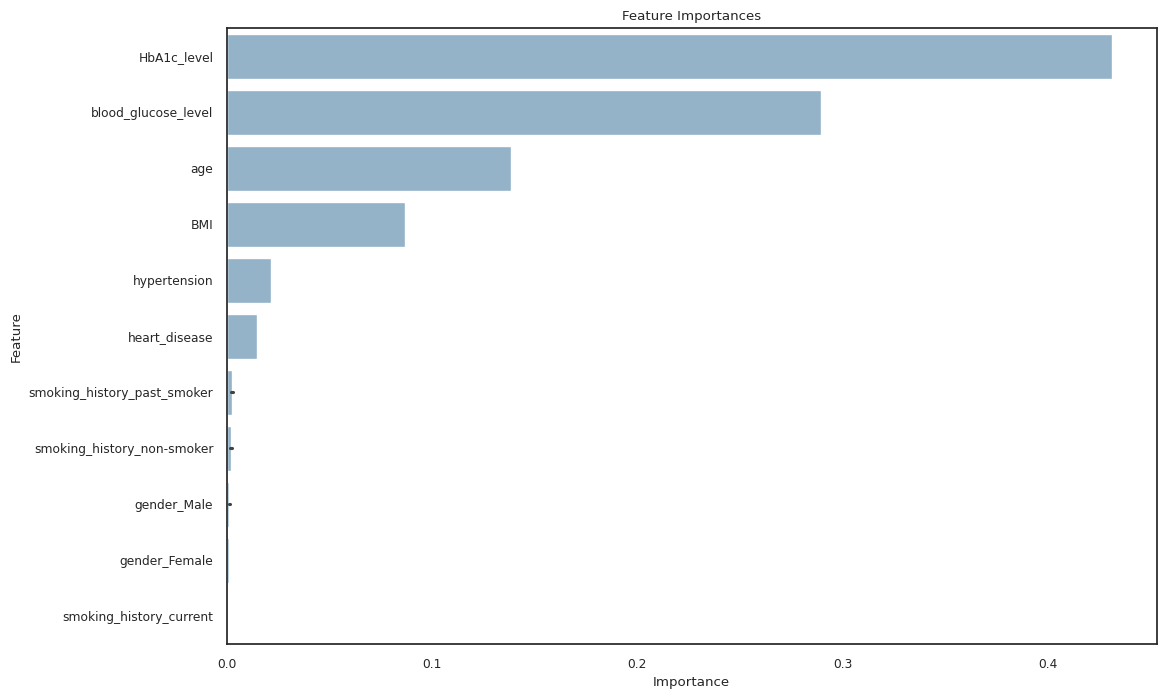 Feature Importances
Feature
HbA1c_level
blood_glucose_level
age
BMI
hypertension
heart_disease
smoking_history_past_smoker
smoking_history_non-smoker
gender_Male
gender_Female
smoking_history_current
0.0 0.1 0.2 0.3 0.4
Importance